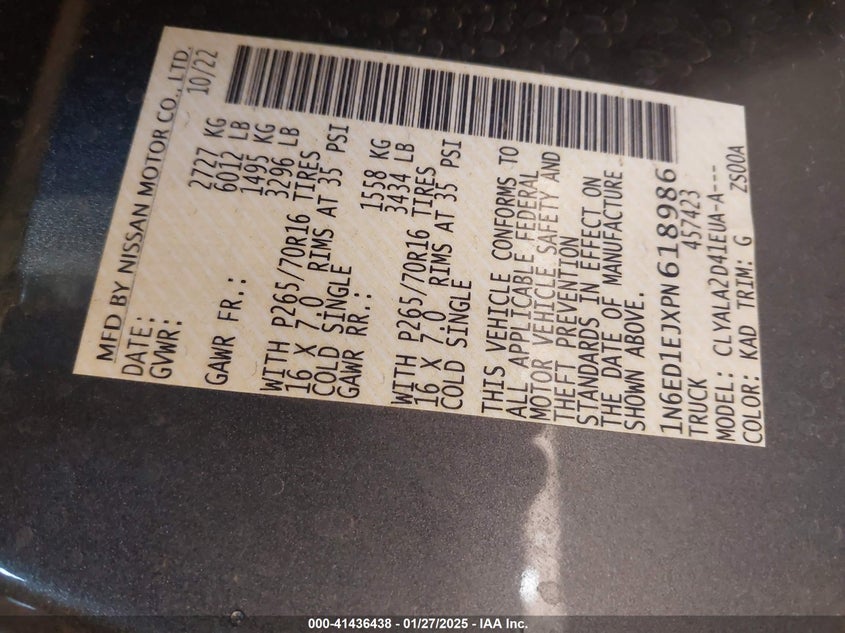 MFD BY NISSAN MOTOR CO., LTD.
DATE: 10/22
GVWR: 2727 KG
6012 LB
GAWR FR.: 1495 KG
3296 LB
WITH P265/70R16 TIRES
16 X 7.0 RIMS AT 35 PSI
COLD SINGLE
GAWR RR.: 1558 KG
3434 LB
WITH P265/70R16 TIRES
16 X 7.0 RIMS AT 35 PSI
COLD SINGLE
THIS VEHICLE CONFORMS TO
ALL APPLICABLE FEDERAL
MOTOR VEHICLE SAFETY AND
THEFT PREVENTION
STANDARDS IN EFFECT ON
THE DATE OF MANUFACTURE
SHOWN ABOVE.
1N6ED1EJXPN618986
TRUCK 457423
MODEL: CLYALA2D41EUA-A---
COLOR: KAD TRIM: G ZS00A
000-41436438 - 01/27/2025 - IAA Inc.